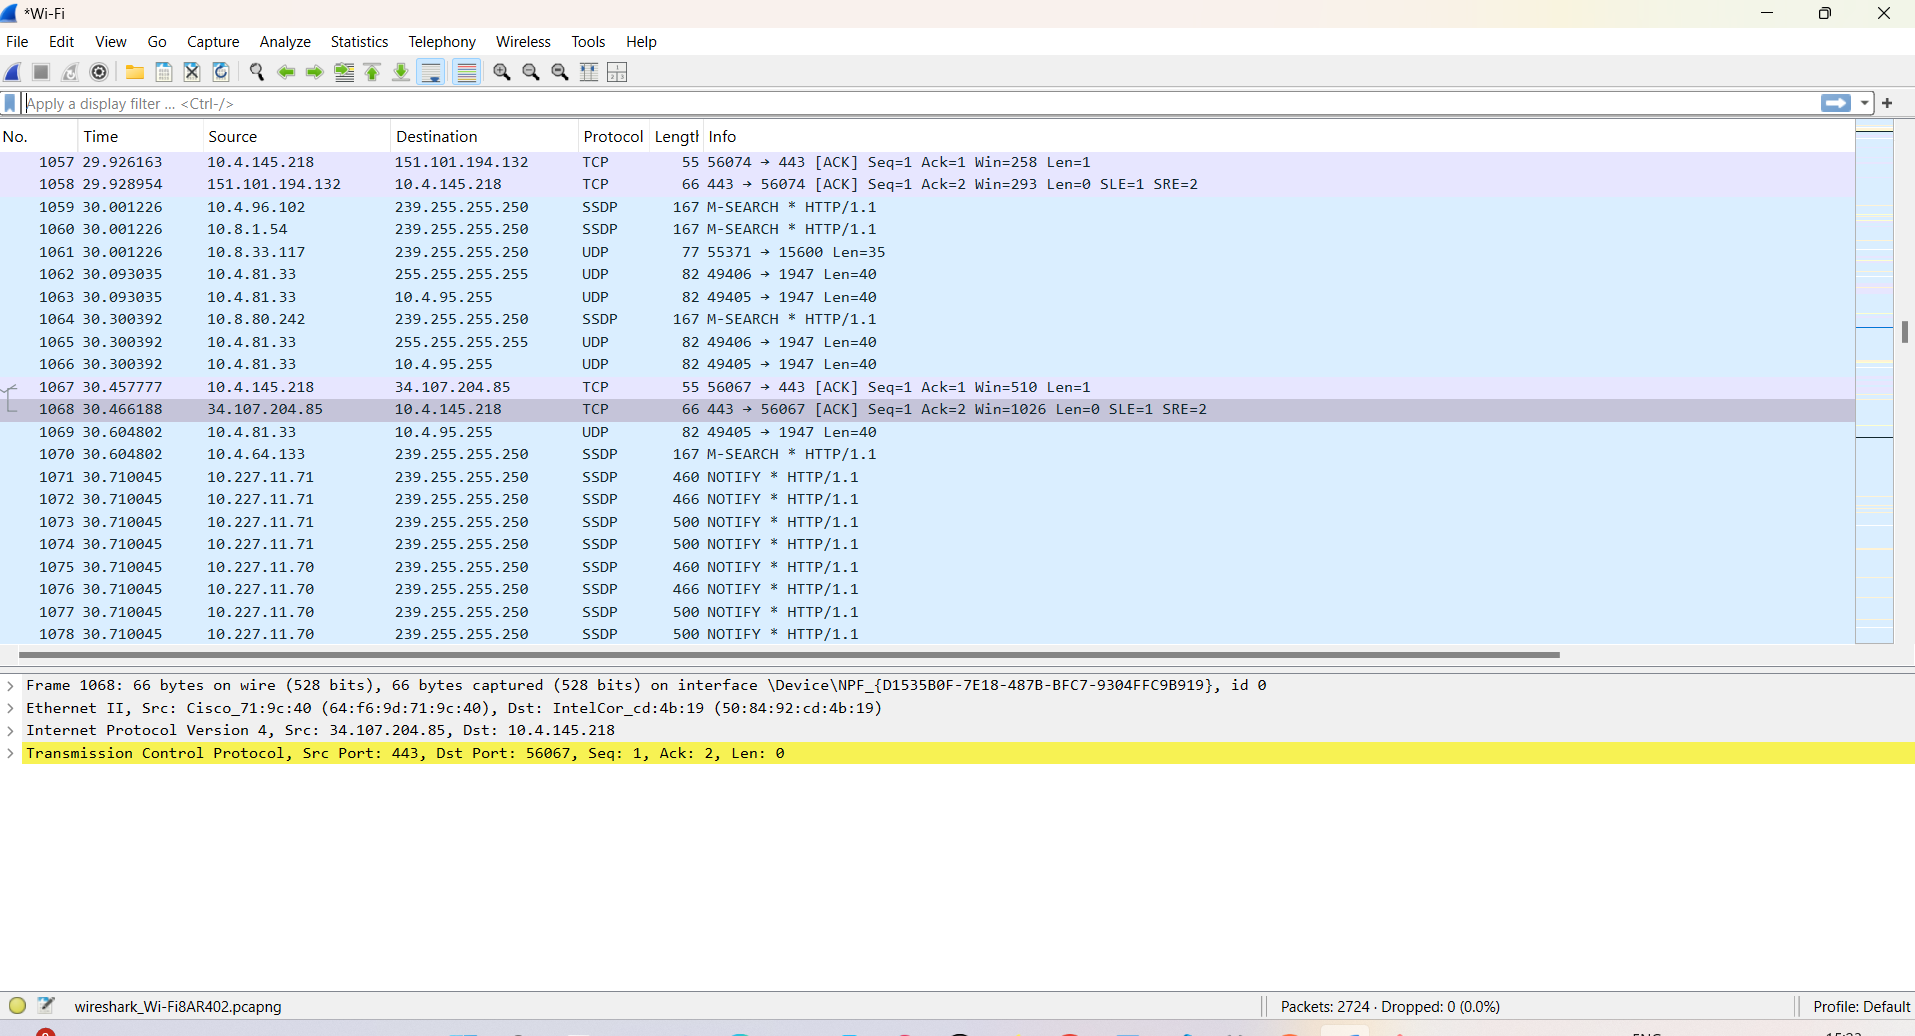 *Wi-Fi
File Edit View Go Capture Analyze Statistics Telephony Wireless Tools Help
Apply a display filter ... <Ctrl-/>
No. Time Source Destination Protocol Length Info
1057 29.926163 10.4.145.218 151.101.194.132 TCP 55 56074 → 443 [ACK] Seq=1 Ack=1 Win=258 Len=1
1058 29.928954 151.101.194.132 10.4.145.218 TCP 66 443 → 56074 [ACK] Seq=1 Ack=2 Win=293 Len=0 SLE=1 SRE=2
1059 30.001226 10.4.96.102 239.255.255.250 SSDP 167 M-SEARCH * HTTP/1.1
1060 30.001226 10.8.1.54 239.255.255.250 SSDP 167 M-SEARCH * HTTP/1.1
1061 30.001226 10.8.33.117 239.255.255.250 UDP 77 55371 → 15600 Len=35
1062 30.093035 10.4.81.33 255.255.255.255 UDP 82 49406 → 1947 Len=40
1063 30.093035 10.4.81.33 10.4.95.255 UDP 82 49405 → 1947 Len=40
1064 30.300392 10.8.80.242 239.255.255.250 SSDP 167 M-SEARCH * HTTP/1.1
1065 30.300392 10.4.81.33 255.255.255.255 UDP 82 49406 → 1947 Len=40
1066 30.300392 10.4.81.33 10.4.95.255 UDP 82 49405 → 1947 Len=40
1067 30.457777 10.4.145.218 34.107.204.85 TCP 55 56067 → 443 [ACK] Seq=1 Ack=1 Win=510 Len=1
1068 30.466188 34.107.204.85 10.4.145.218 TCP 66 443 → 56067 [ACK] Seq=1 Ack=2 Win=1026 Len=0 SLE=1 SRE=2
1069 30.604802 10.4.81.33 10.4.95.255 UDP 82 49405 → 1947 Len=40
1070 30.604802 10.4.64.133 239.255.255.250 SSDP 167 M-SEARCH * HTTP/1.1
1071 30.710045 10.227.11.71 239.255.255.250 SSDP 460 NOTIFY * HTTP/1.1
1072 30.710045 10.227.11.71 239.255.255.250 SSDP 466 NOTIFY * HTTP/1.1
1073 30.710045 10.227.11.71 239.255.255.250 SSDP 500 NOTIFY * HTTP/1.1
1074 30.710045 10.227.11.71 239.255.255.250 SSDP 500 NOTIFY * HTTP/1.1
1075 30.710045 10.227.11.70 239.255.255.250 SSDP 460 NOTIFY * HTTP/1.1
1076 30.710045 10.227.11.70 239.255.255.250 SSDP 466 NOTIFY * HTTP/1.1
1077 30.710045 10.227.11.70 239.255.255.250 SSDP 500 NOTIFY * HTTP/1.1
1078 30.710045 10.227.11.70 239.255.255.250 SSDP 500 NOTIFY * HTTP/1.1
Frame 1068: 66 bytes on wire (528 bits), 66 bytes captured (528 bits) on interface \Device\NPF_{D1535B0F-7E18-487B-BFC7-9304FFC9B919}, id 0
Ethernet II, Src: Cisco_71:9c:40 (64:f6:9d:71:9c:40), Dst: IntelCor_cd:4b:19 (50:84:92:cd:4b:19)
Internet Protocol Version 4, Src: 34.107.204.85, Dst: 10.4.145.218
Transmission Control Protocol, Src Port: 443, Dst Port: 56067, Seq: 1, Ack: 2, Len: 0
wireshark_Wi-Fi8AR402.pcapng Packets: 2724 · Dropped: 0 (0.0%) Profile: Default